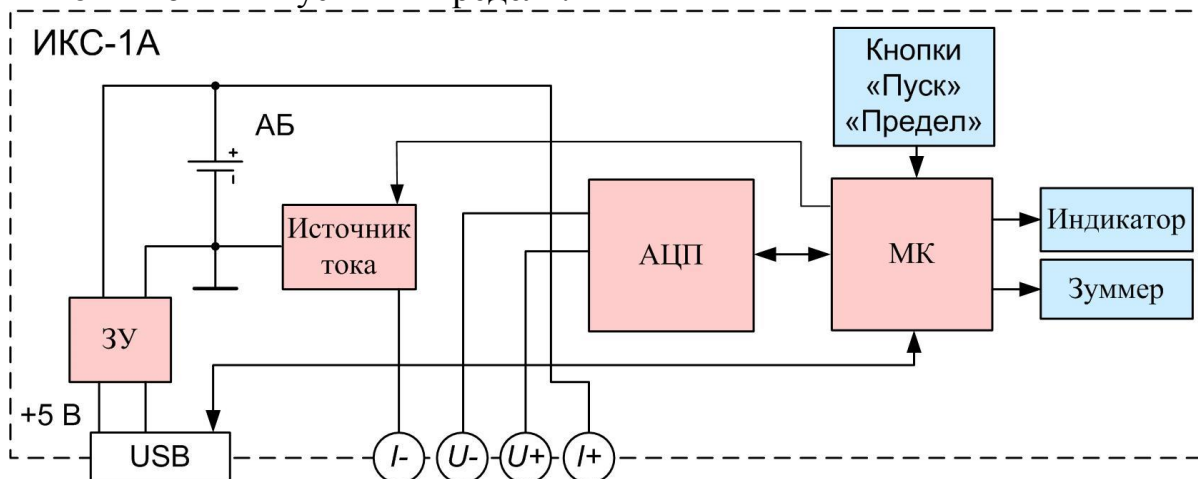 ИКС-1А
Кнопки
«Пуск»
«Предел»
АБ
+
-
Источник
тока
АЦП
МК
Индикатор
Зуммер
ЗУ
+5 В
USB
I-
U-
U+
I+